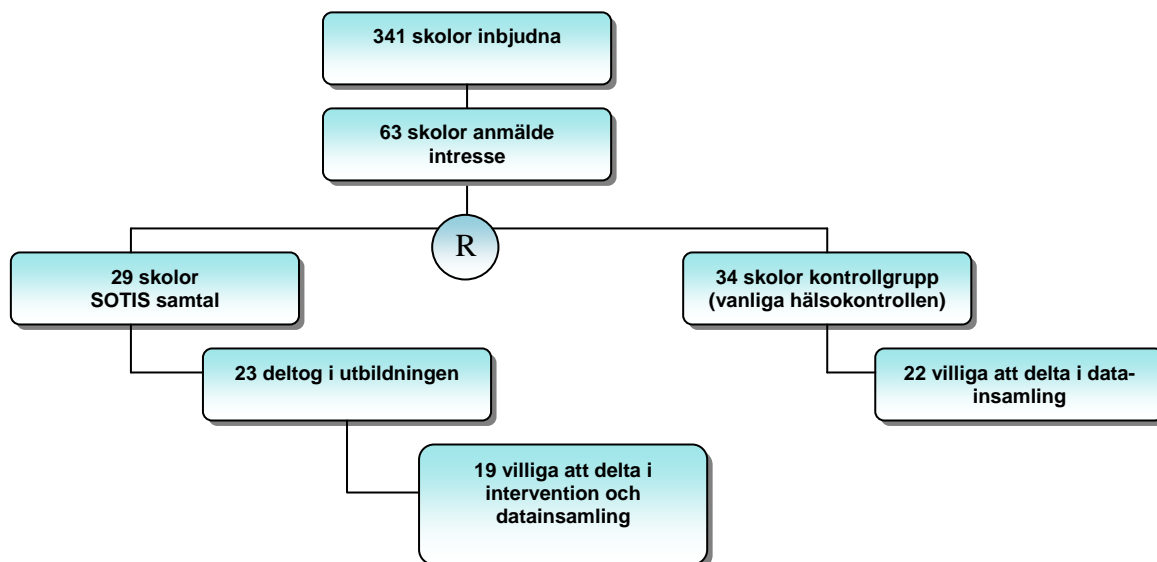 341 skolor inbjudna
63 skolor anmälde
intresse
R
29 skolor
SOTIS samtal
34 skolor kontrollgrupp
(vanliga hälsokontrollen)
23 deltog i utbildningen
22 villiga att delta i data-
insamling
19 villiga att delta i
intervention och
datainsamling